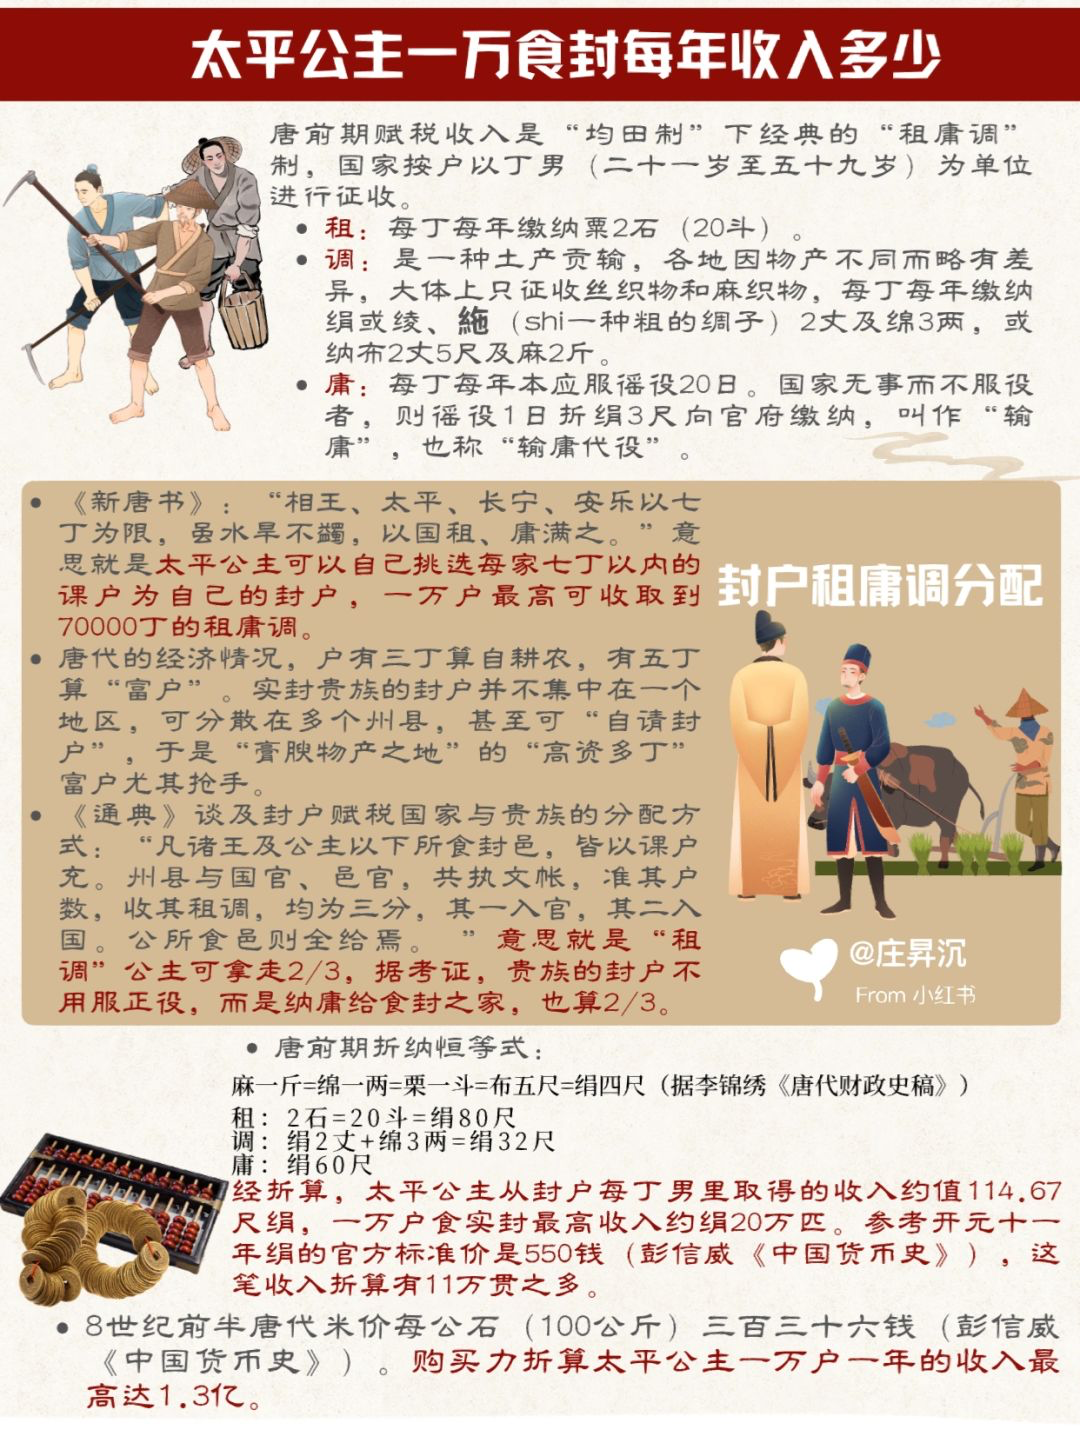 太平公主一万食封每年收入多少
唐前期赋税收入是“均田制”下经典的“租庸调”
制，国家按户以丁男（二十一岁至五十九岁）为单位
进行征收。
• 租：每丁每年缴纳粟2石（20斗）。
• 调：是一种土产贡输，各地因物产不同而略有差
异，大体上只征收丝织物和麻织物，每丁每年缴纳
绢或绫、絁（shi一种粗的绸子）2丈及绵3两，或
纳布2丈5尺及麻2斤。
• 庸：每丁每年本应服徭役20日。国家无事而不服役
者，则徭役1日折绢3尺向官府缴纳，叫作“输
庸”，也称“输庸代役”。
• 《新唐书》：“相王、太平、长宁、安乐以七
丁为限，虽水旱不蠲，以国租、庸满之。”意
思就是太平公主可以自己挑选每家七丁以内的
课户为自己的封户，一万户最高可收取到
70000丁的租庸调。
• 唐代的经济情况，户有三丁算自耕农，有五丁
算“富户”。实封贵族的封户并不集中在一个
地区，可分散在多个州县，甚至可“自请封
户”，于是“膏腴物产之地”的“高资多丁”
富户尤其抢手。
• 《通典》谈及封户赋税国家与贵族的分配方
式：“凡诸王及公主以下所食封邑，皆以课户
充。州县与国官、邑官，共执文帐，准其户
数，收其租调，均为三分，其一入官，其二入
国。公所食邑则全给焉。 ”意思就是“租
调”公主可拿走2/3，据考证，贵族的封户不
用服正役，而是纳庸给食封之家，也算2/3。
封户租庸调分配
@庄昇沉
From 小红书
• 唐前期折纳恒等式：
麻一斤=绵一两=栗一斗=布五尺=绢四尺（据李锦绣《唐代财政史稿》）
租：2石=20斗=绢80尺
调：绢2丈+绵3两=绢32尺
庸：绢60尺
经折算，太平公主从封户每丁男里取得的收入约值114.67
尺绢，一万户食实封最高收入约绢20万匹。参考开元十一
年绢的官方标准价是550钱（彭信威《中国货币史》），这
笔收入折算有11万贯之多。
• 8世纪前半唐代米价每公石（100公斤）三百三十六钱（彭信威
《中国货币史》）。购买力折算太平公主一万户一年的收入最
高达1.3亿。